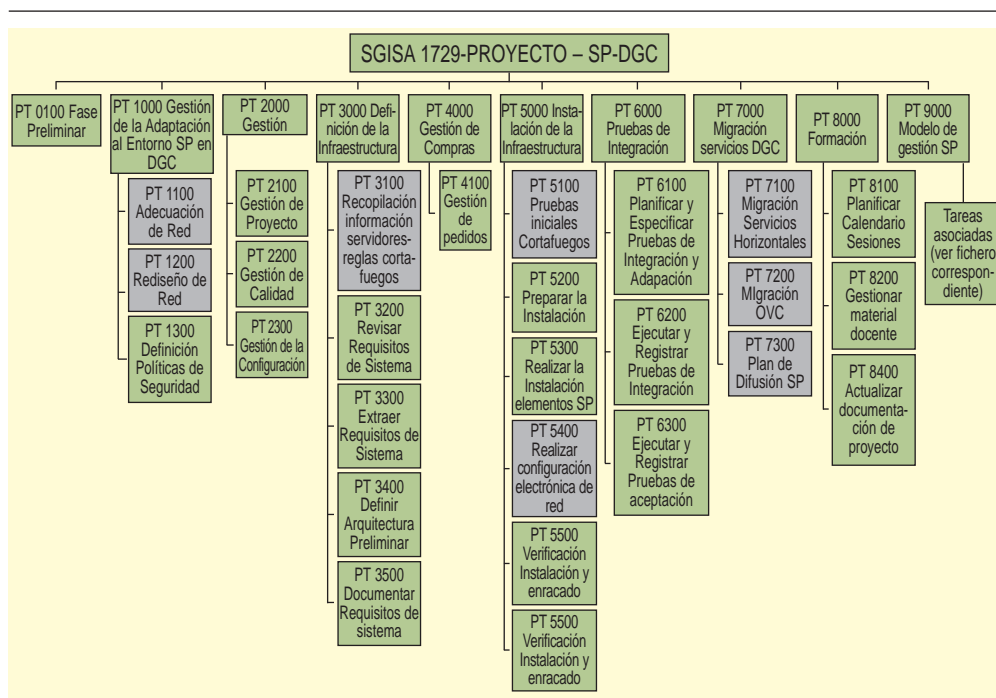 SGISA 1729-PROYECTO – SP-DGC
PT 0100 Fase
Preliminar
PT 1000 Gestión
de la Adaptación
al Entorno SP en
DGC
PT 1100
Adecuación
de Red
PT 1200
Rediseño de
Red
PT 1300
Definición
Políticas de
Seguridad
PT 2000
Gestión
PT 2100
Gestión de
Proyecto
PT 2200
Gestión de
Calidad
PT 2300
Gestión de la
Configuración
PT 3000 Defi-
nición de la
Infraestructura
PT 3100
Recopilación
información
servidores-
reglas corta-
fuegos
PT 3200
Revisar
Requisitos
de Sistema
PT 3300
Extraer
Requisitos de
Sistema
PT 3400
Definir
Arquitectura
Preliminar
PT 3500
Documentar
Requisitos de
sistema
PT 4000
Gestión de
Compras
PT 4100
Gestión
de
pedidos
PT 5000 Insta-
lación de la
Infraestructura
PT 5100
Pruebas
iniciales
Cortafuegos
PT 5200
Preparar la
Instalación
PT 5300
Realizar la
Instalación
elementos SP
PT 5400
Realizar
configuración
electrónica de
red
PT 5500
Verificación
Instalación y
enracado
PT 5500
Verificación
Instalación y
enracado
PT 6000
Pruebas de
Integración
PT 6100
Planificar y
Especificar
Pruebas de
Integración y
Adapación
PT 6200
Ejecutar y
Registrar
Pruebas de
Integración
PT 6300
Ejecutar y
Registrar
Pruebas de
aceptación
PT 7000
Migración
servicios DGC
PT 7100
Migración
Servicios
Horizontales
PT 7200
MIgración
OVC
PT 7300
Plan de
Difusión SP
PT 8000
Formación
PT 8100
Planificar
Calendario
Sesiones
PT 8200
Gestionar
material
docente
PT 8400
Actualizar
documenta-
ción de
proyecto
PT 9000
Modelo de
gestión SP
Tareas
asociadas
(ver fichero
correspon-
diente)